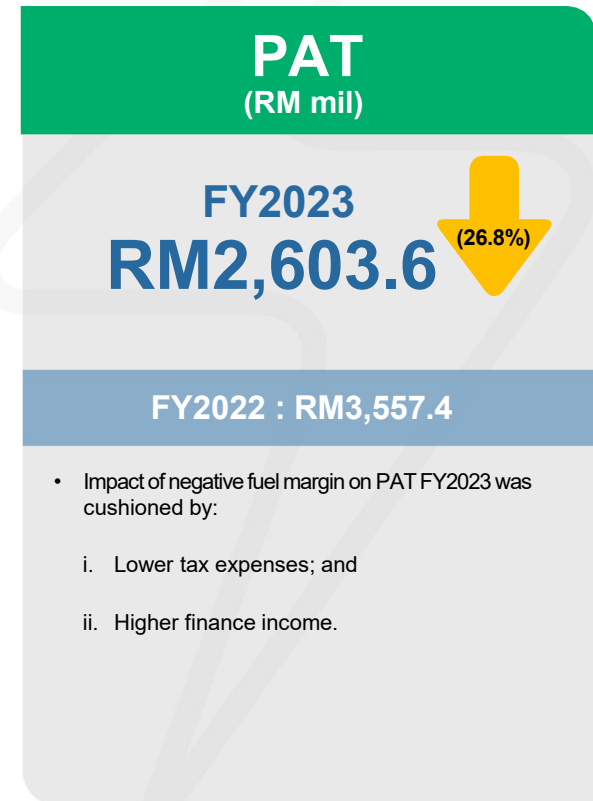 PAT
(RM mil)
FY2023
RM2,603.6
(26.8%)
FY2022 : RM3,557.4
• Impact of negative fuel margin on PAT FY2023 was
cushioned by:
i. Lower tax expenses; and
ii. Higher finance income.